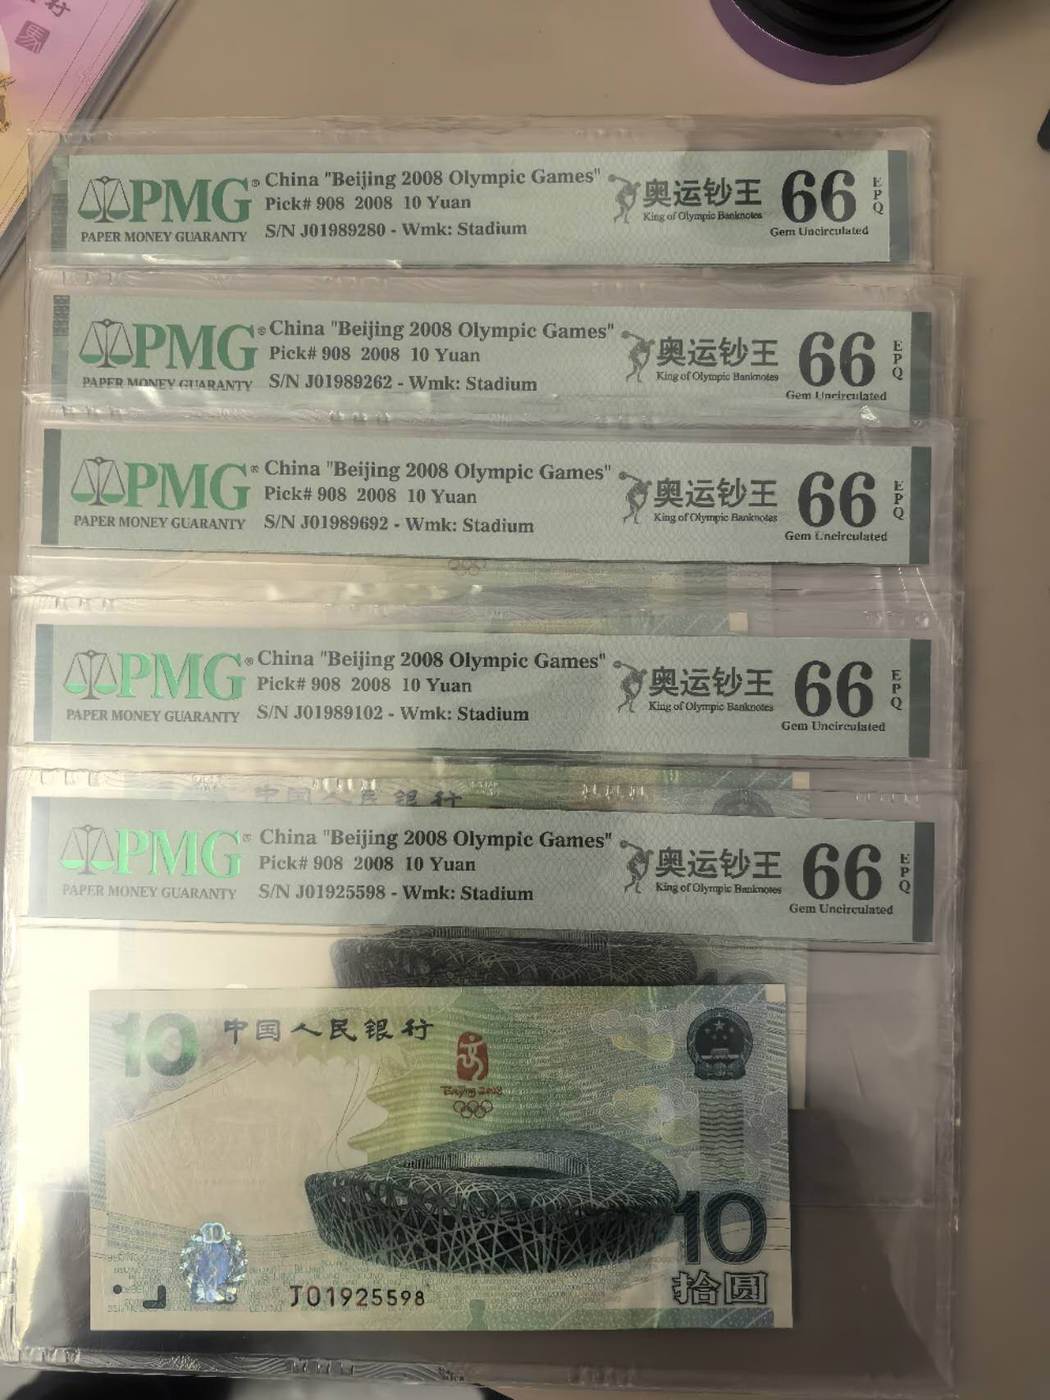 PMG® China "Beijing 2008 Olympic Games" 奥运钞王 66 EPQ
Pick# 908 2008 10 Yuan King of Olympic Banknotes
PAPER MONEY GUARANTY S/N J01989280 - Wmk: Stadium Gem Uncirculated
PMG® China "Beijing 2008 Olympic Games" 奥运钞王 66 EPQ
Pick# 908 2008 10 Yuan King of Olympic Banknotes
PAPER MONEY GUARANTY S/N J01989262 - Wmk: Stadium Gem Uncirculated
PMG® China "Beijing 2008 Olympic Games" 奥运钞王 66 EPQ
Pick# 908 2008 10 Yuan King of Olympic Banknotes
PAPER MONEY GUARANTY S/N J01989692 - Wmk: Stadium Gem Uncirculated
PMG® China "Beijing 2008 Olympic Games" 奥运钞王 66 EPQ
Pick# 908 2008 10 Yuan King of Olympic Banknotes
PAPER MONEY GUARANTY S/N J01989102 - Wmk: Stadium Gem Uncirculated
中国人民银行
PMG® China "Beijing 2008 Olympic Games" 奥运钞王 66 EPQ
Pick# 908 2008 10 Yuan King of Olympic Banknotes
PAPER MONEY GUARANTY S/N J01925598 - Wmk: Stadium Gem Uncirculated
10 中国人民银行
Beijing 2008
10
拾圆
J01925598